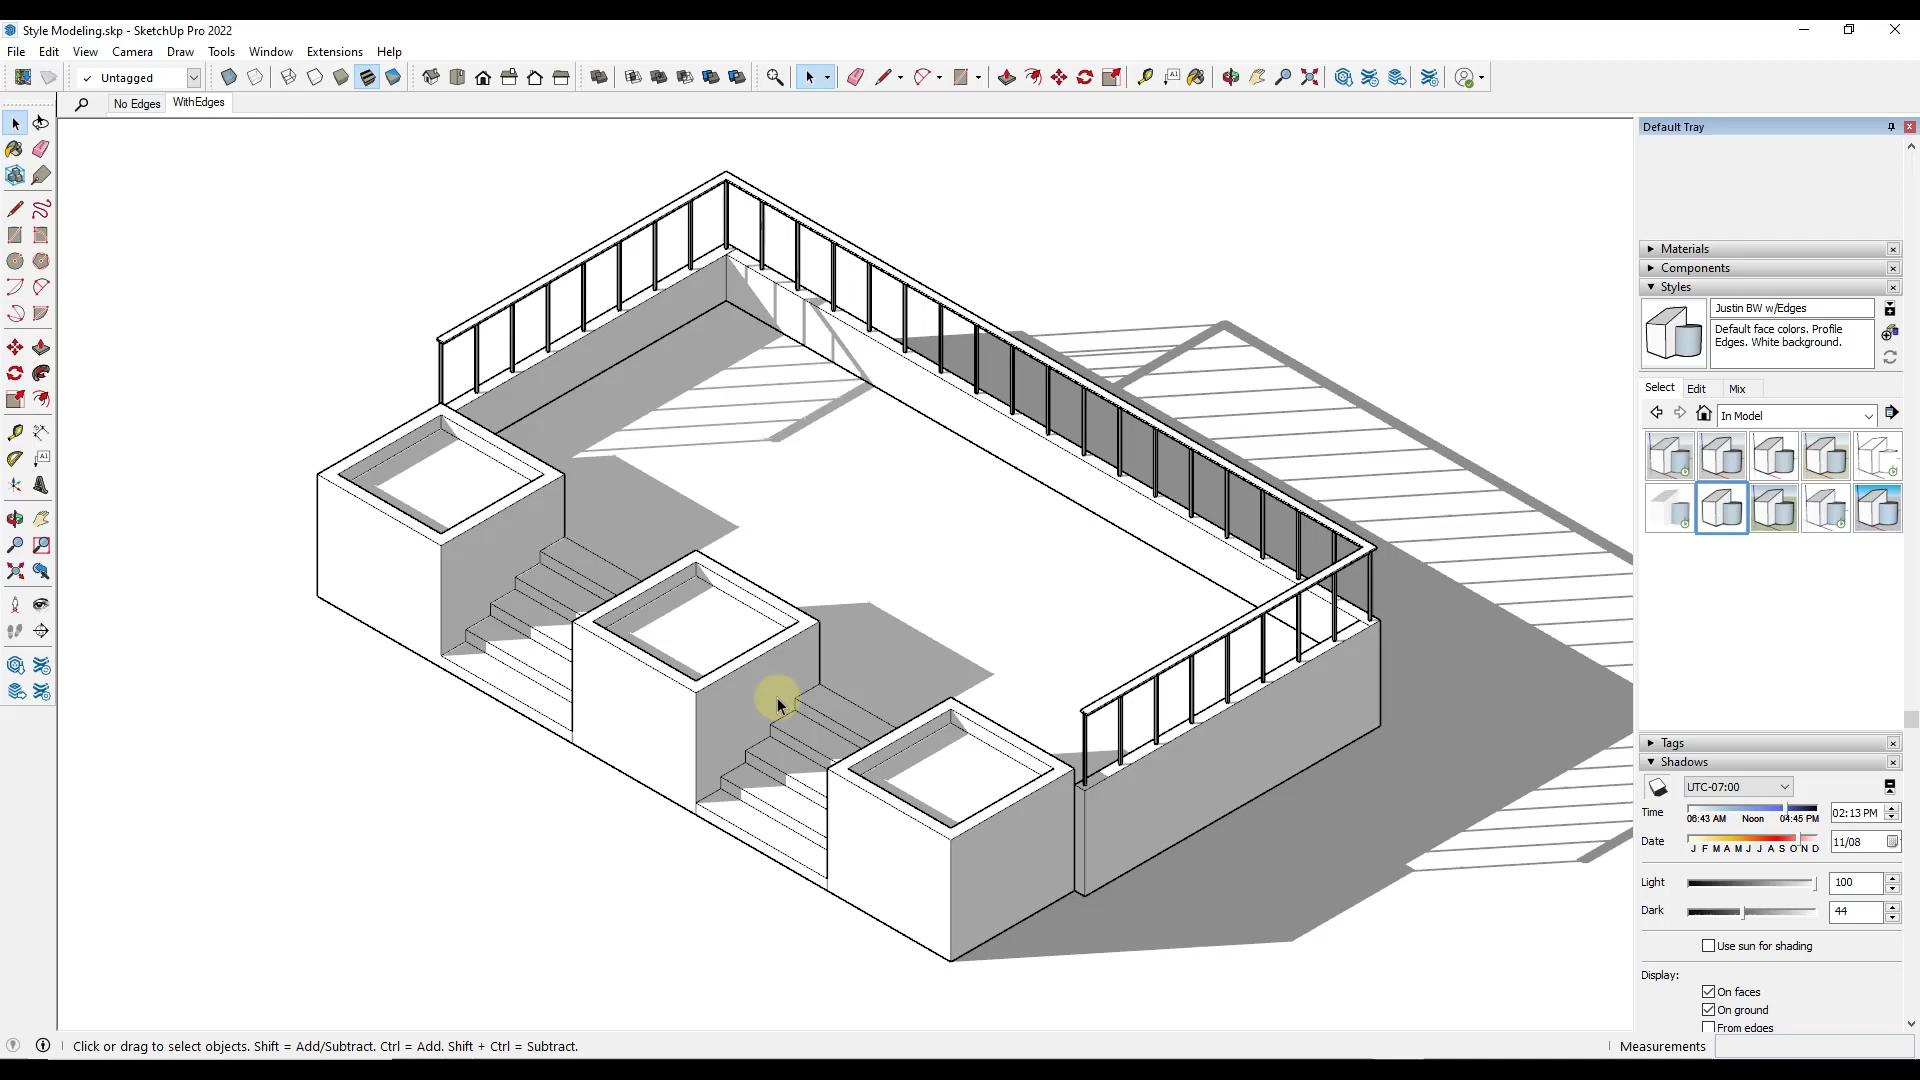 Style Modeling.skp - SketchUp Pro 2022
File Edit View Camera Draw Tools Window Extensions Help
Untagged
No Edges WithEdges
Default Tray
Materials
Components
Styles
Justin BW w/Edges
Default face colors. Profile
Edges. White background.
Select Edit Mix
In Model
Tags
Shadows
UTC-07:00
Time 06:43 AM Noon 04:45 PM 02:13 PM
Date J F M A M J J A S O N D 11/08
Light 100
Dark 44
Use sun for shading
Display:
On faces
On ground
From edges
Click or drag to select objects. Shift = Add/Subtract. Ctrl = Add. Shift + Ctrl = Subtract.
Measurements